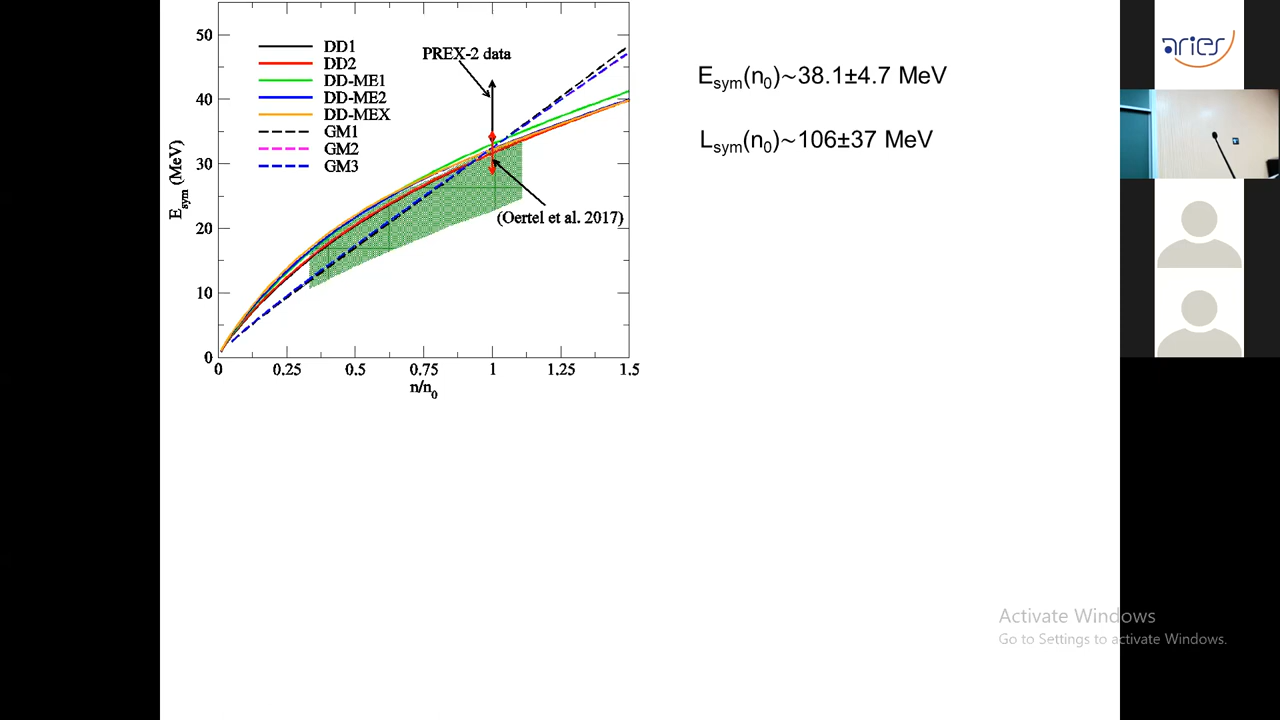 50
40
30
20
10
0
E_sym (MeV)
DD1
DD2
DD-ME1
DD-ME2
DD-MEX
GM1
GM2
GM3
PREX-2 data
(Oertel et al. 2017)
0 0.25 0.5 0.75 1 1.25 1.5
n/n_0
E_sym(n_0)~38.1±4.7 MeV
L_sym(n_0)~106±37 MeV
aries
Activate Windows
Go to Settings to activate Windows.